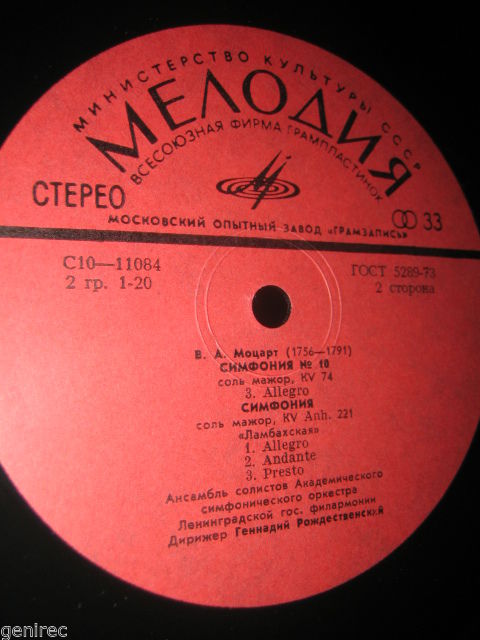 МИНИСТЕРСТВО КУЛЬТУРЫ СССР
МЕЛОДИЯ
ВСЕСОЮЗНАЯ ФИРМА ГРАМПЛАСТИНОК
СТЕРЕО
33
МОСКОВСКИЙ ОПЫТНЫЙ ЗАВОД «ГРАМЗАПИСЬ»
С10—11084
ГОСТ 5289-73
2 гр. 1-20
2 сторона
В. А. Моцарт (1756—1791)
СИМФОНИЯ № 10
соль мажор, KV 74
3. Allegro
СИМФОНИЯ
соль мажор, KV Anh. 221
«Ламбахская»
1. Allegro
2. Andante
3. Presto
Ансамбль солистов Академического
симфонического оркестра
Ленинградской гос. филармонии
Дирижер Геннадий Рождественский
genirec